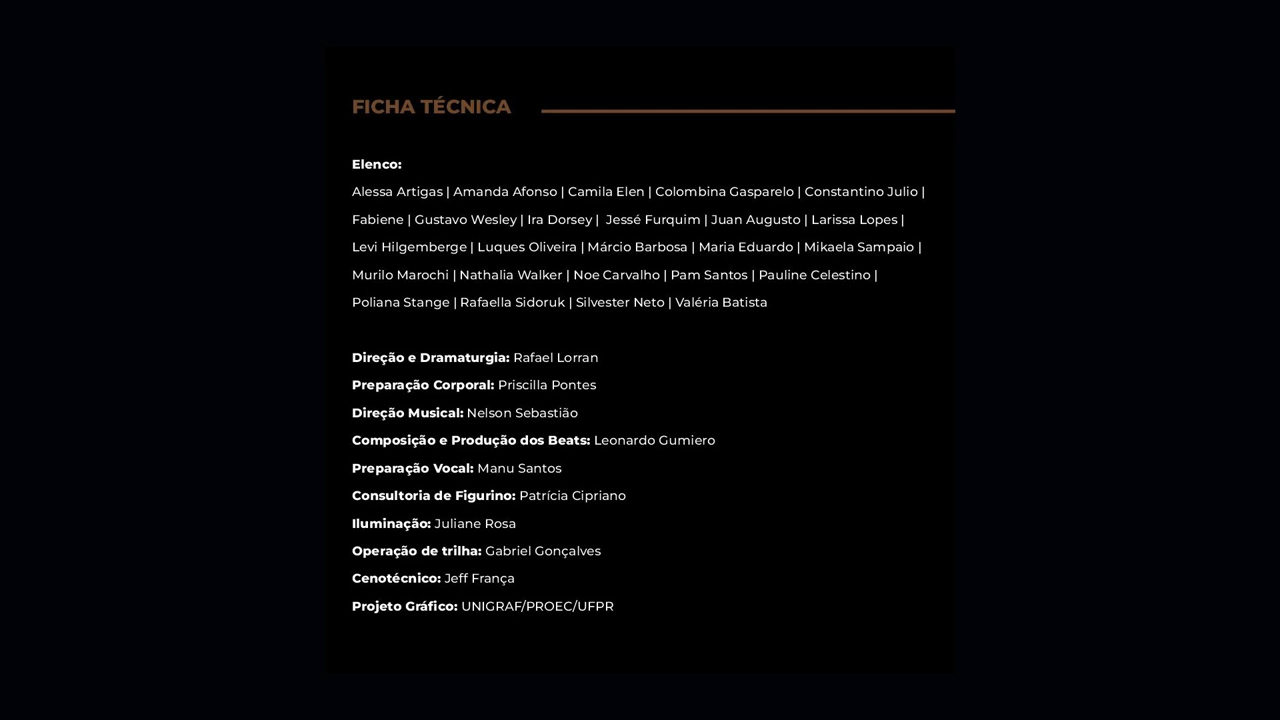 FICHA TÉCNICA
Elenco:
Alessa Artigas | Amanda Afonso | Camila Elen | Colombina Gasparelo | Constantino Julio |
Fabiene | Gustavo Wesley | Ira Dorsey | Jessé Furquim | Juan Augusto | Larissa Lopes |
Levi Hilgemberge | Luques Oliveira | Márcio Barbosa | Maria Eduardo | Mikaela Sampaio |
Murilo Marochi | Nathalia Walker | Noe Carvalho | Pam Santos | Pauline Celestino |
Poliana Stange | Rafaella Sidoruk | Silvester Neto | Valéria Batista
Direção e Dramaturgia: Rafael Lorran
Preparação Corporal: Priscilla Pontes
Direção Musical: Nelson Sebastião
Composição e Produção dos Beats: Leonardo Gumiero
Preparação Vocal: Manu Santos
Consultoria de Figurino: Patrícia Cipriano
Iluminação: Juliane Rosa
Operação de trilha: Gabriel Gonçalves
Cenotécnico: Jeff França
Projeto Gráfico: UNIGRAF/PROEC/UFPR